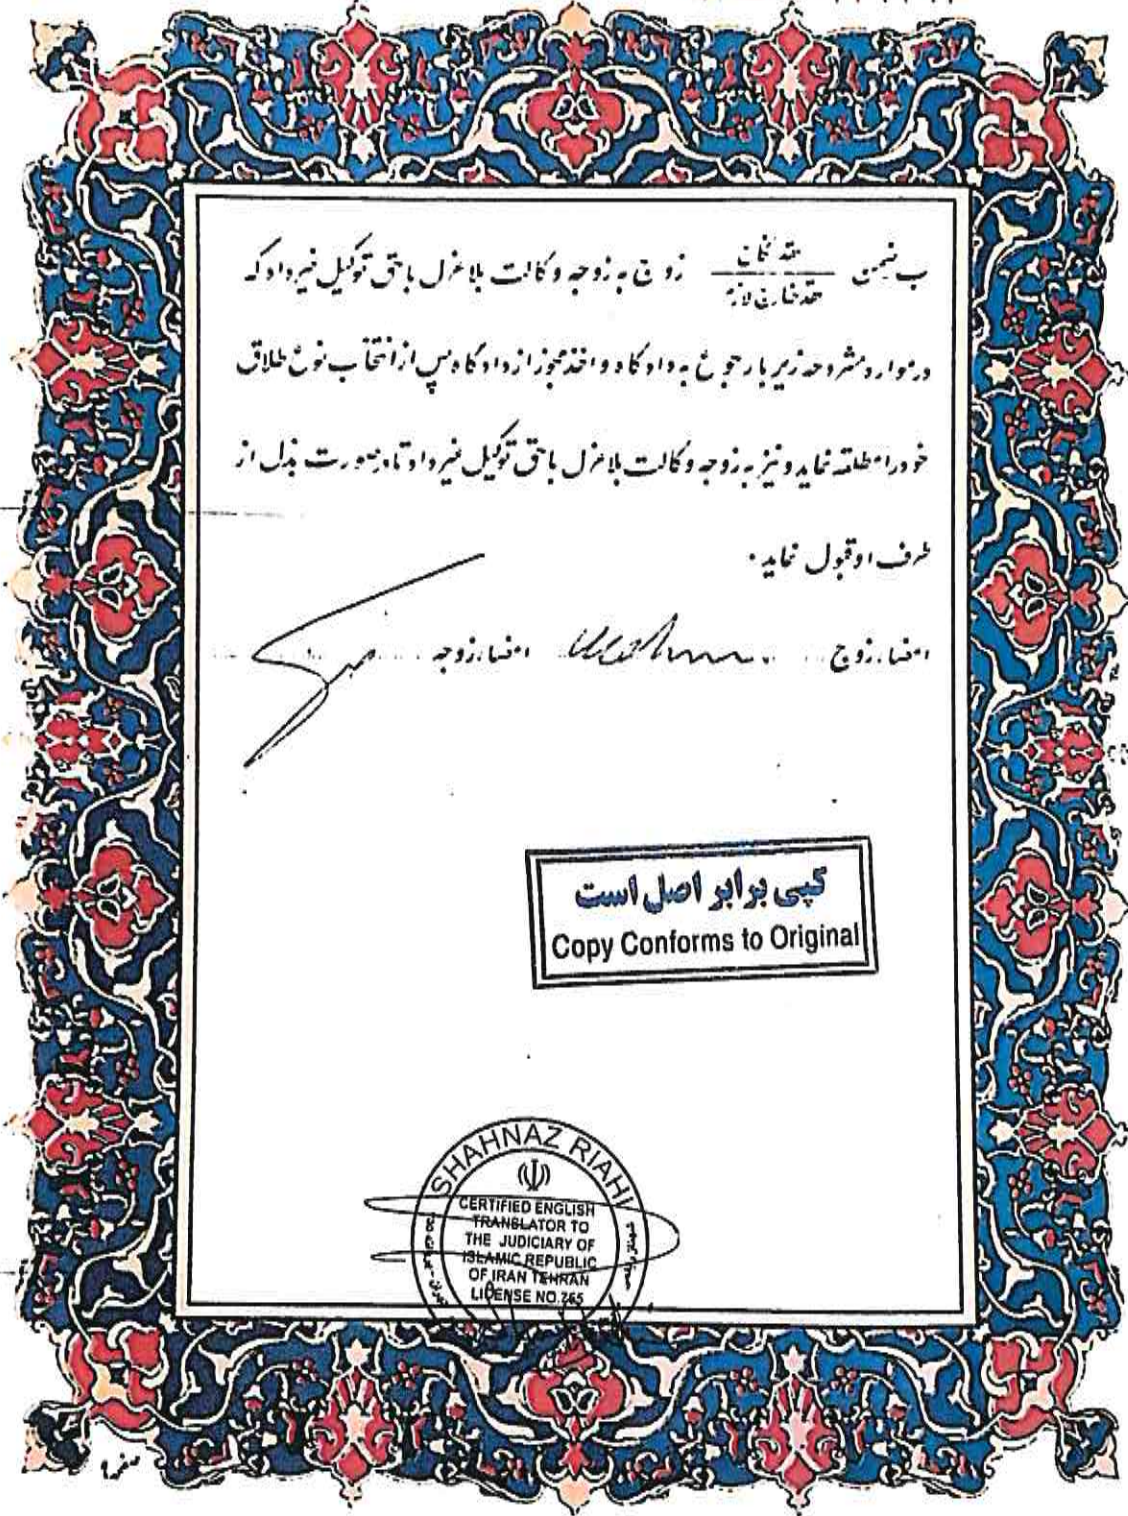 ب ضمن عقد نکاح / عقد خارج لازم زوج به زوجه وکالت بلاعزل با حق توکیل غیر داد که
در موارد مشروحه زیر با رجوع به دادگاه و اخذ مجوز از دادگاه پس از انتخاب نوع طلاق
خود را مطلقه نماید و نیز به زوجه وکالت بلاعزل با حق توکیل غیر داد تا در صورت بذل از
طرف او قبول نماید .
امضاء زوج امضاء زوجه
کپی برابر اصل است
Copy Conforms to Original
SHAHNAZ RIAHI
CERTIFIED ENGLISH
TRANSLATOR TO
THE JUDICIARY OF
ISLAMIC REPUBLIC
OF IRAN TEHRAN
LICENSE NO.265